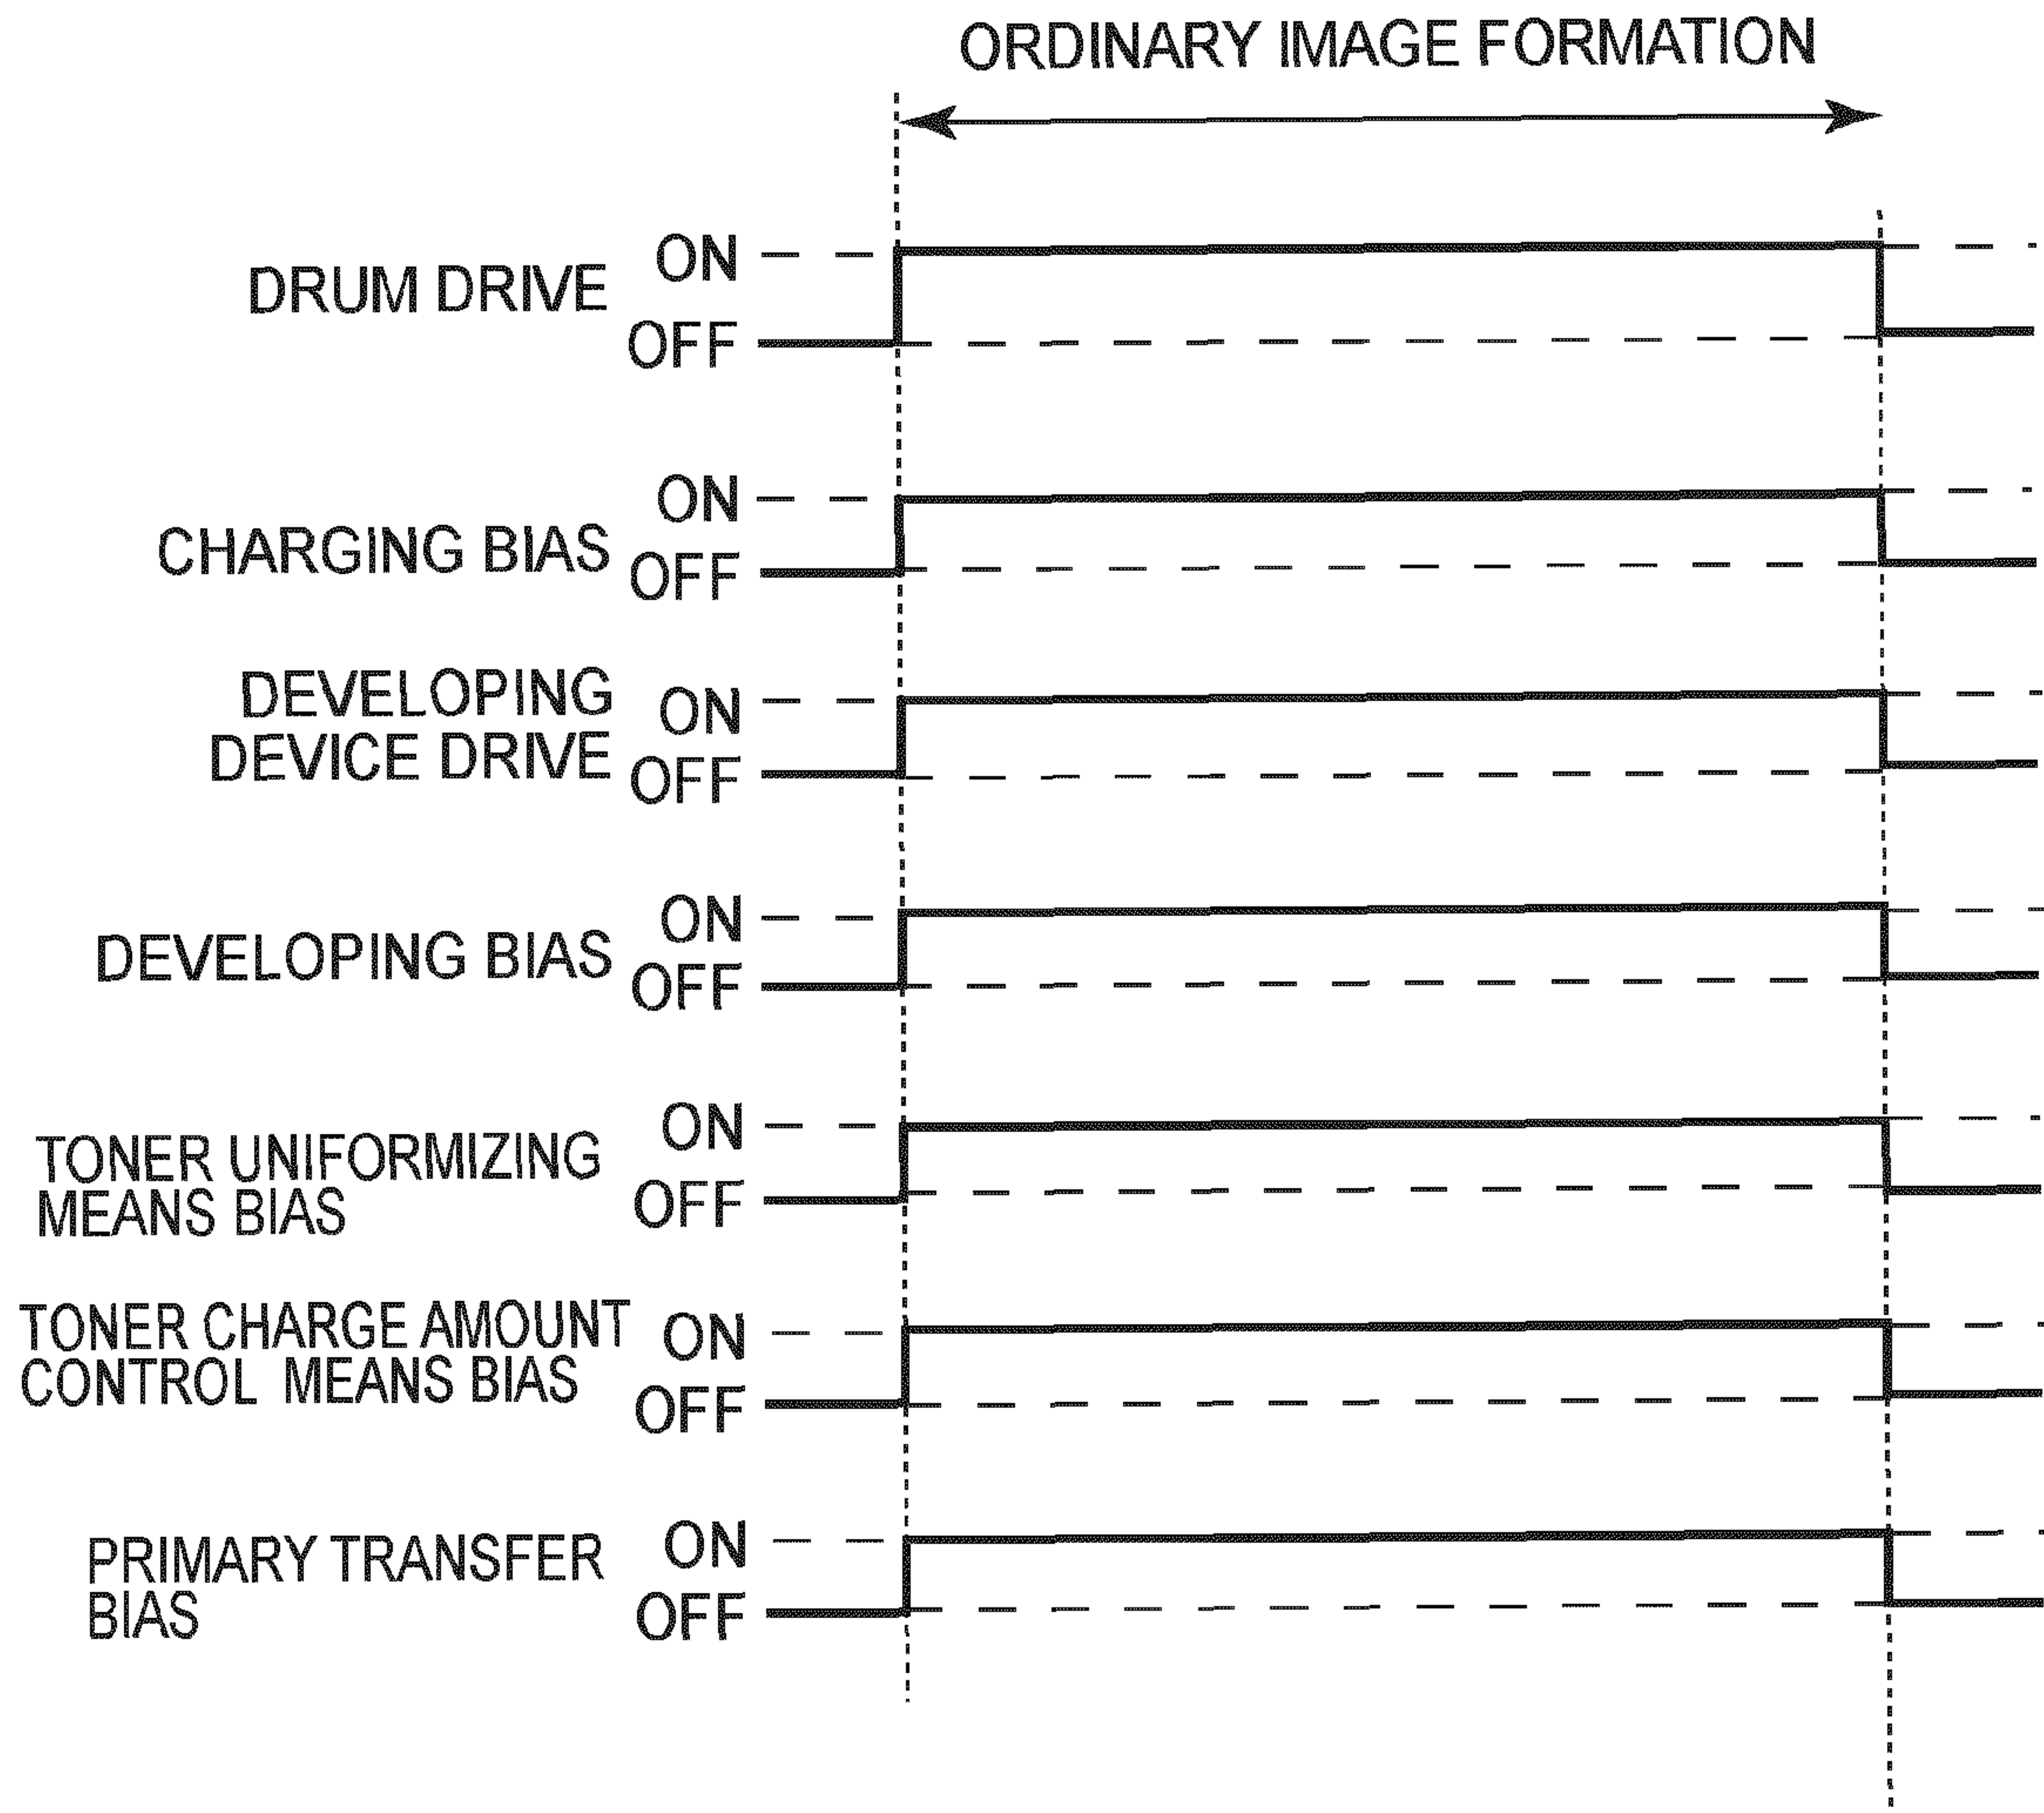 ORDINARY IMAGE FORMATION
ON
DRUM DRIVE
OFF
ON
CHARGING BIAS
OFF
DEVELOPING
DEVICE DRIVE
ON
OFF
ON
DEVELOPING BIAS
OFF
ON
TONER UNIFORMIZING
MEANS BIAS
OFF
TONER CHARGE AMOUNT
CONTROL MEANS BIAS
ON
OFF
ON
PRIMARY TRANSFER
BIAS
OFF